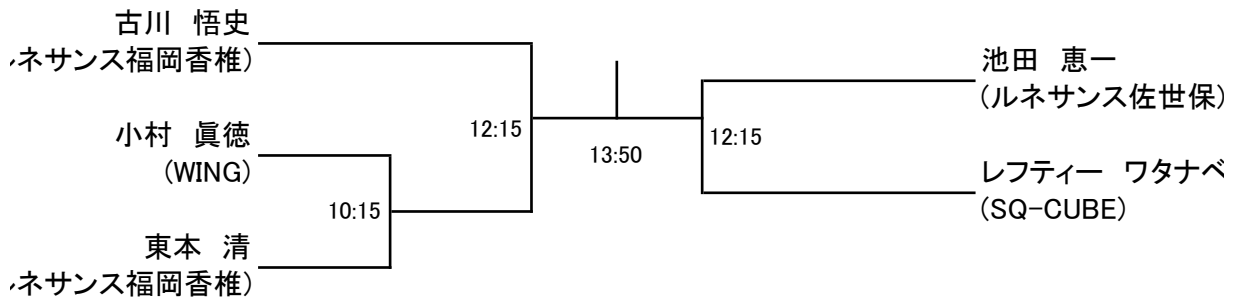 古川　悟史
ルネサンス福岡香椎)
小村　眞徳
(WING)
東本　清
ルネサンス福岡香椎)
12:15
10:15
13:50
12:15
池田　恵一
(ルネサンス佐世保)
レフティー　ワタナベ
(SQ-CUBE)